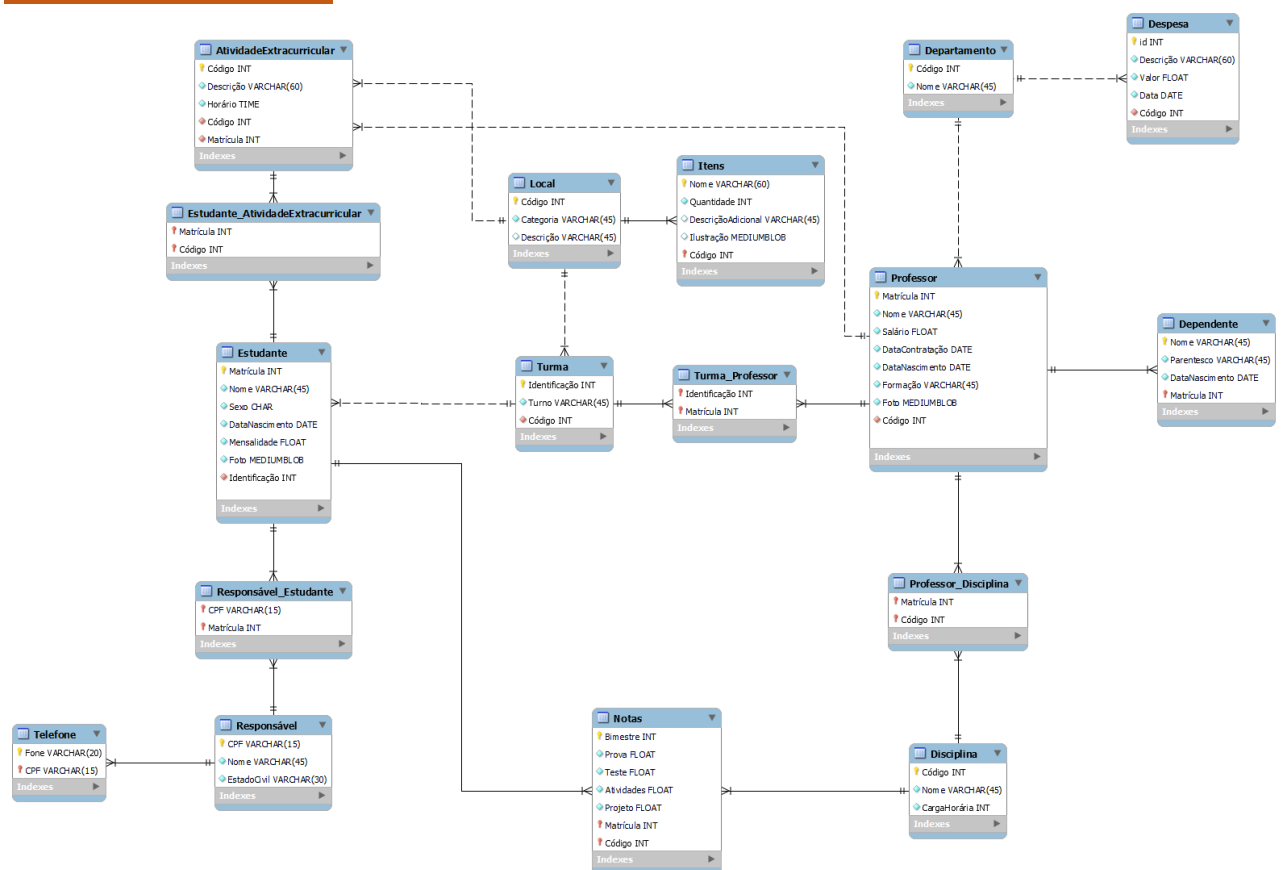 AtividadeExtracurricular
Código INT
Descrição VARCHAR(60)
Horário TIME
Código INT
Matrícula INT
Indexes
Departamento
Código INT
Nome VARCHAR(45)
Indexes
Despesa
id INT
Descrição VARCHAR(60)
Valor FLOAT
Data DATE
Código INT
Indexes
Estudante_AtividadeExtracurricular
Matrícula INT
Código INT
Indexes
Local
Código INT
Categoria VARCHAR(45)
Descrição VARCHAR(45)
Indexes
Itens
Nome VARCHAR(60)
Quantidade INT
DescriçãoAdicional VARCHAR(45)
Ilustração MEDIUMBLOB
Código INT
Indexes
Professor
Matrícula INT
Nome VARCHAR(45)
Salário FLOAT
DataContratação DATE
DataNascimento DATE
Formação VARCHAR(45)
Foto MEDIUMBLOB
Código INT
Indexes
Dependente
Nome VARCHAR(45)
Parentesco VARCHAR(45)
DataNascimento DATE
Matrícula INT
Indexes
Estudante
Matrícula INT
Nome VARCHAR(45)
Sexo CHAR
DataNascimento DATE
Mensalidade FLOAT
Foto MEDIUMBLOB
Identificação INT
Indexes
Turma
Identificação INT
Turno VARCHAR(45)
Código INT
Indexes
Turma_Professor
Identificação INT
Matrícula INT
Indexes
Responsável_Estudante
CPF VARCHAR(15)
Matrícula INT
Indexes
Professor_Disciplina
Matrícula INT
Código INT
Indexes
Telefone
Fone VARCHAR(20)
CPF VARCHAR(15)
Indexes
Responsável
CPF VARCHAR(15)
Nome VARCHAR(45)
EstadoCivil VARCHAR(30)
Indexes
Notas
Bimestre INT
Prova FLOAT
Teste FLOAT
Atividades FLOAT
Projeto FLOAT
Matrícula INT
Código INT
Indexes
Disciplina
Código INT
Nome VARCHAR(45)
CargaHorária INT
Indexes